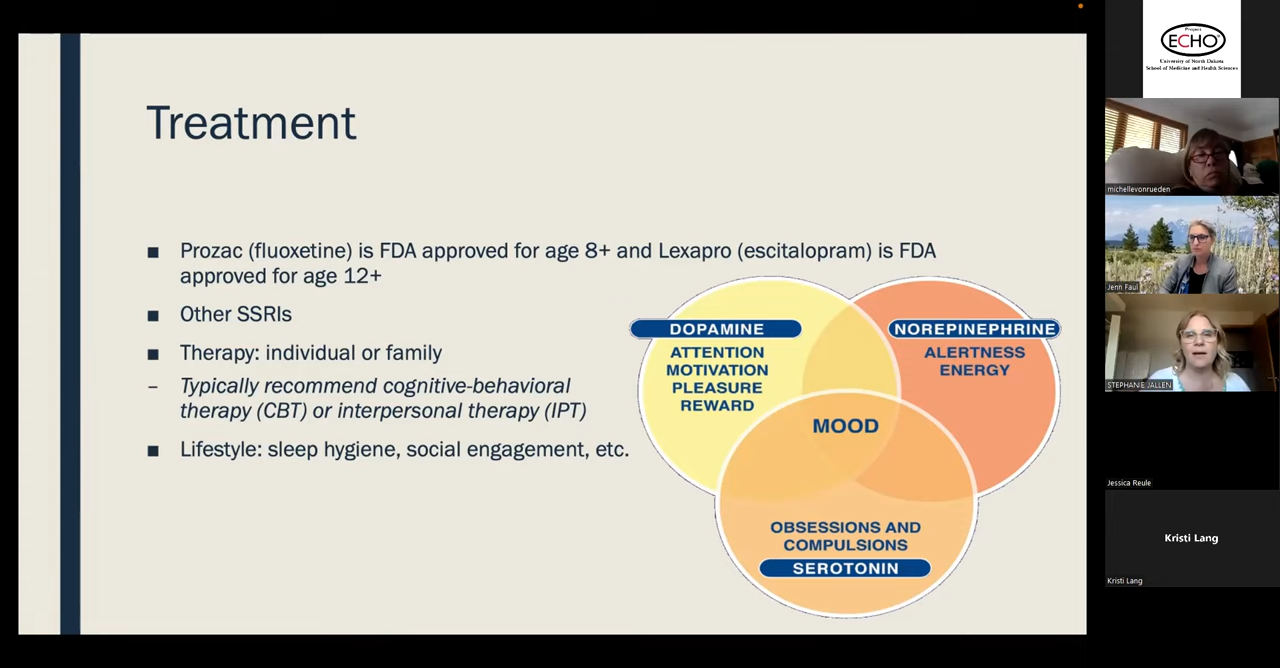 Treatment
■ Prozac (fluoxetine) is FDA approved for age 8+ and Lexapro (escitalopram) is FDA
approved for age 12+
■ Other SSRIs
■ Therapy: individual or family
– Typically recommend cognitive-behavioral
therapy (CBT) or interpersonal therapy (IPT)
■ Lifestyle: sleep hygiene, social engagement, etc.
DOPAMINE
ATTENTION
MOTIVATION
PLEASURE
REWARD
NOREPINEPHRINE
ALERTNESS
ENERGY
MOOD
OBSESSIONS AND
COMPULSIONS
SEROTONIN
Project
ECHO®
University of North Dakota
School of Medicine and Health Sciences
michellevonrueden
Jenn Faul
STEPHANIE JALLEN
Jessica Reule
Kristi Lang
Kristi Lang